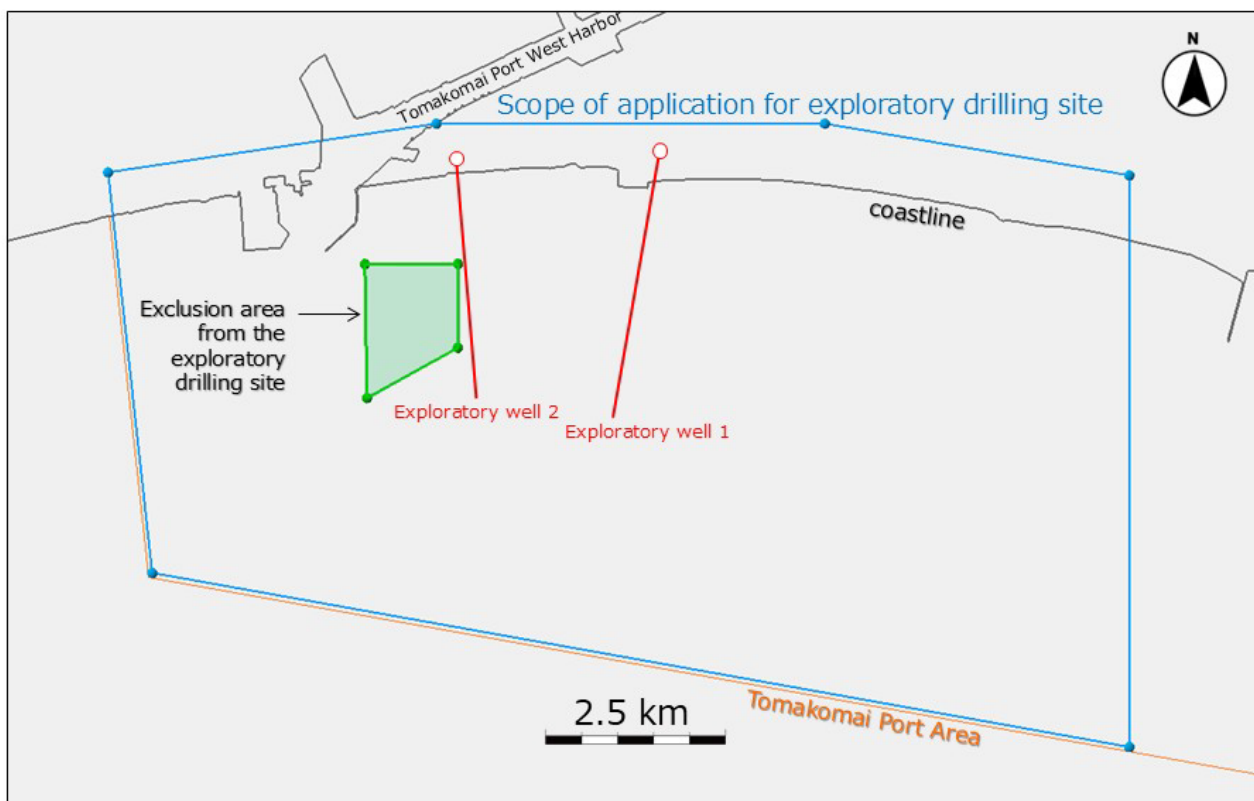 Tomakomai Port West Harbor
N
Scope of application for exploratory drilling site
coastline
Exclusion area
from the
exploratory
drilling site
Exploratory well 2
Exploratory well 1
2.5 km
Tomakomai Port Area